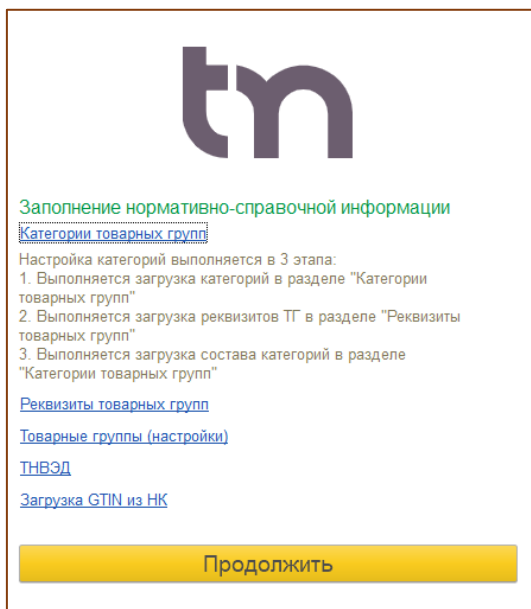 tn
Заполнение нормативно-справочной информации
Категории товарных групп
Настройка категорий выполняется в 3 этапа:
1. Выполняется загрузка категорий в разделе "Категории
товарных групп"
2. Выполняется загрузка реквизитов ТГ в разделе "Реквизиты
товарных групп"
3. Выполняется загрузка состава категорий в разделе
"Категории товарных групп"
Реквизиты товарных групп
Товарные группы (настройки)
ТНВЭД
Загрузка GTIN из НК
Продолжить